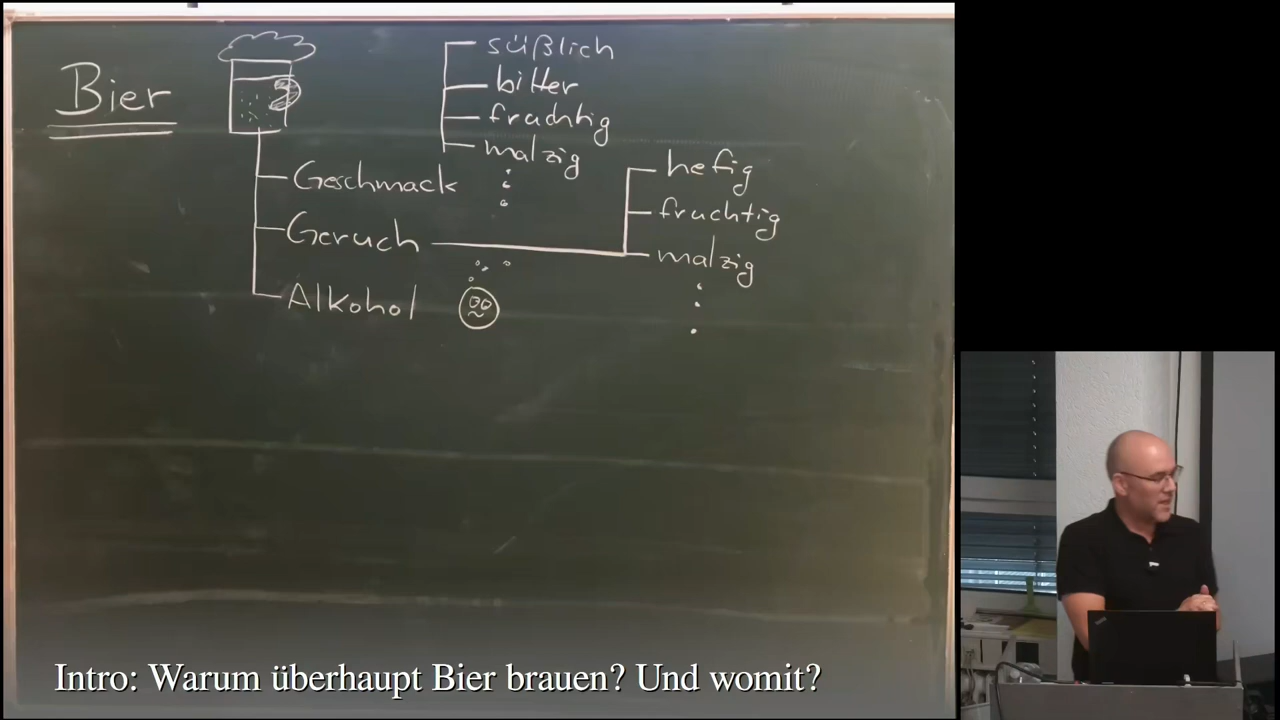 Bier
süßlich
bitter
fruchtig
malzig
Geschmack
Geruch
Alkohol
hefig
fruchtig
malzig
Intro: Warum überhaupt Bier brauen? Und womit?